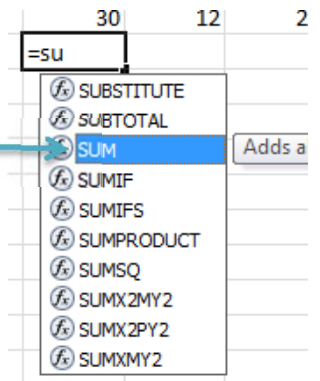 30 12 2
=su
SUBSTITUTE
SUBTOTAL
SUM Adds a
SUMIF
SUMIFS
SUMPRODUCT
SUMSQ
SUMX2MY2
SUMX2PY2
SUMXMY2